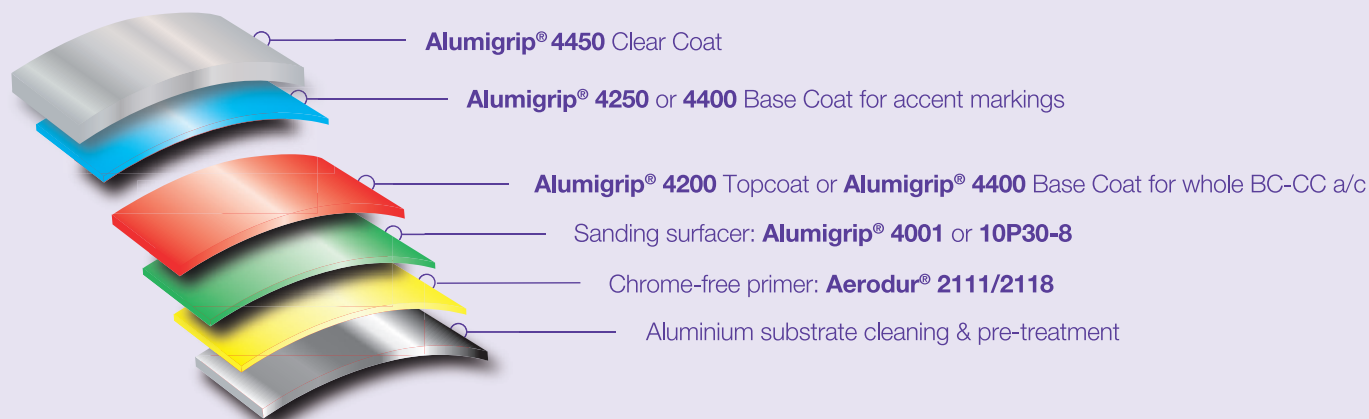 Alumigrip® 4450 Clear Coat
Alumigrip® 4250 or 4400 Base Coat for accent markings
Alumigrip® 4200 Topcoat or Alumigrip® 4400 Base Coat for whole BC-CC a/c
Sanding surfacer: Alumigrip® 4001 or 10P30-8
Chrome-free primer: Aerodur® 2111/2118
Aluminium substrate cleaning & pre-treatment